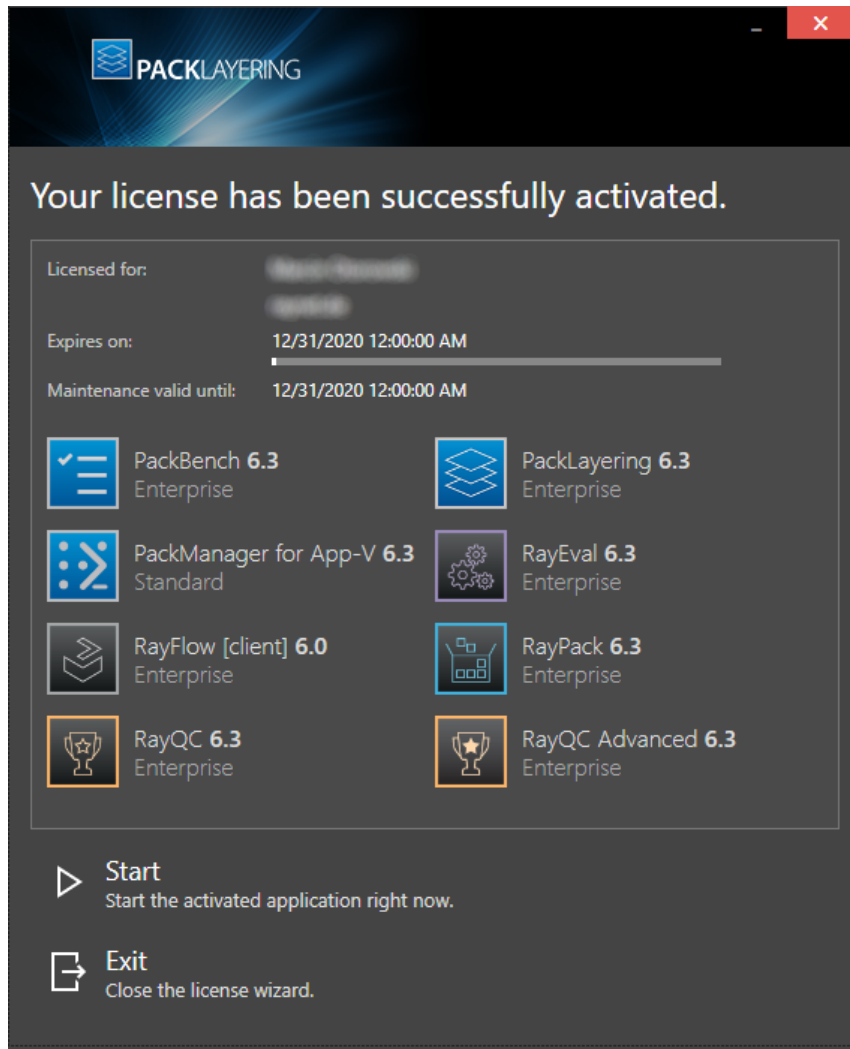 PACKLAYERING
Your license has been successfully activated.
Licensed for:
Expires on: 12/31/2020 12:00:00 AM
Maintenance valid until: 12/31/2020 12:00:00 AM
PackBench 6.3
Enterprise
PackLayering 6.3
Enterprise
PackManager for App-V 6.3
Standard
RayEval 6.3
Enterprise
RayFlow [client] 6.0
Enterprise
RayPack 6.3
Enterprise
RayQC 6.3
Enterprise
RayQC Advanced 6.3
Enterprise
Start
Start the activated application right now.
Exit
Close the license wizard.